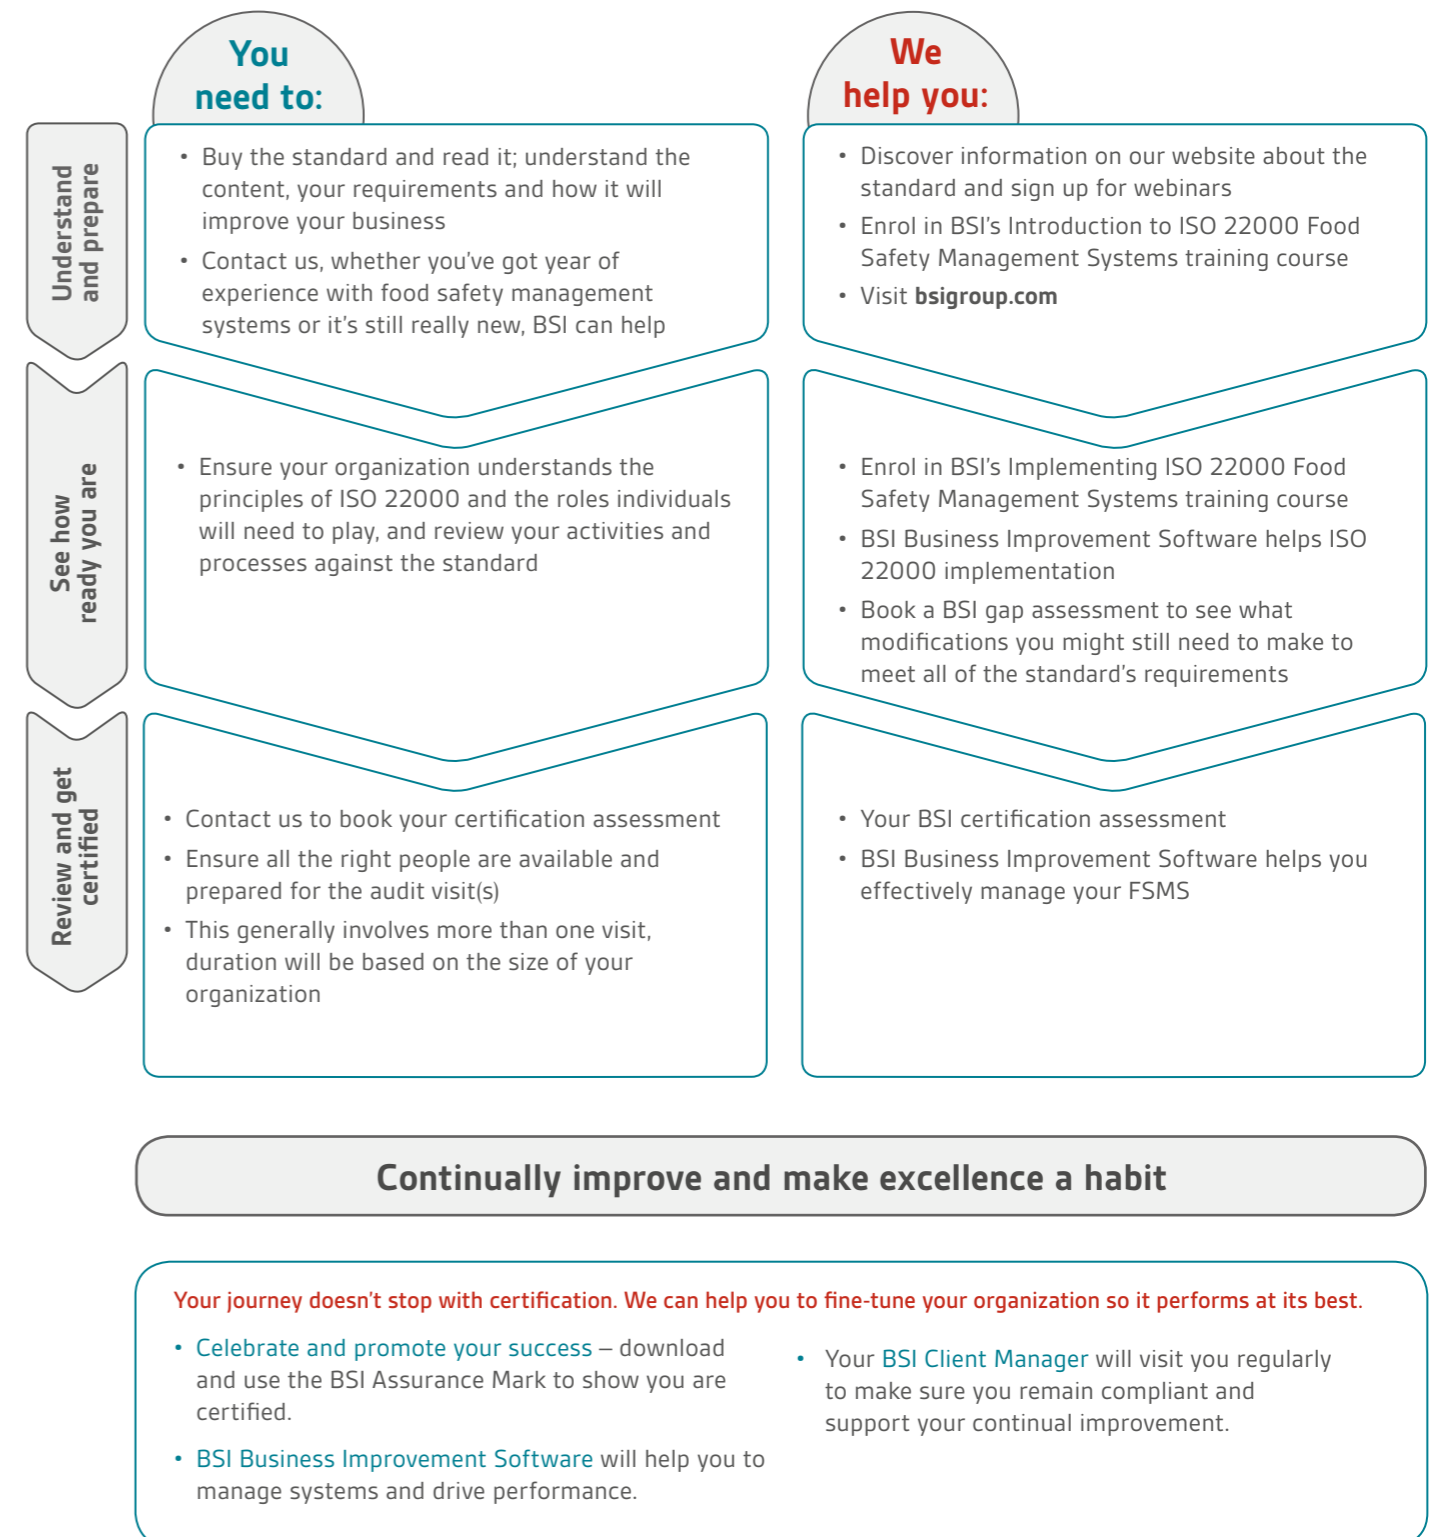 You
need to:
We
help you:
Understand
and prepare
• Buy the standard and read it; understand the
content, your requirements and how it will
improve your business
• Contact us, whether you've got year of
experience with food safety management
systems or it's still really new, BSI can help
• Discover information on our website about the
standard and sign up for webinars
• Enrol in BSI's Introduction to ISO 22000 Food
Safety Management Systems training course
• Visit bsigroup.com
See how
ready you are
• Ensure your organization understands the
principles of ISO 22000 and the roles individuals
will need to play, and review your activities and
processes against the standard
• Enrol in BSI's Implementing ISO 22000 Food
Safety Management Systems training course
• BSI Business Improvement Software helps ISO
22000 implementation
• Book a BSI gap assessment to see what
modifications you might still need to make to
meet all of the standard's requirements
Review and get
certified
• Contact us to book your certification assessment
• Ensure all the right people are available and
prepared for the audit visit(s)
• This generally involves more than one visit,
duration will be based on the size of your
organization
• Your BSI certification assessment
• BSI Business Improvement Software helps you
effectively manage your FSMS
Continually improve and make excellence a habit
Your journey doesn't stop with certification. We can help you to fine-tune your organization so it performs at its best.
• Celebrate and promote your success – download
and use the BSI Assurance Mark to show you are
certified.
• BSI Business Improvement Software will help you to
manage systems and drive performance.
• Your BSI Client Manager will visit you regularly
to make sure you remain compliant and
support your continual improvement.